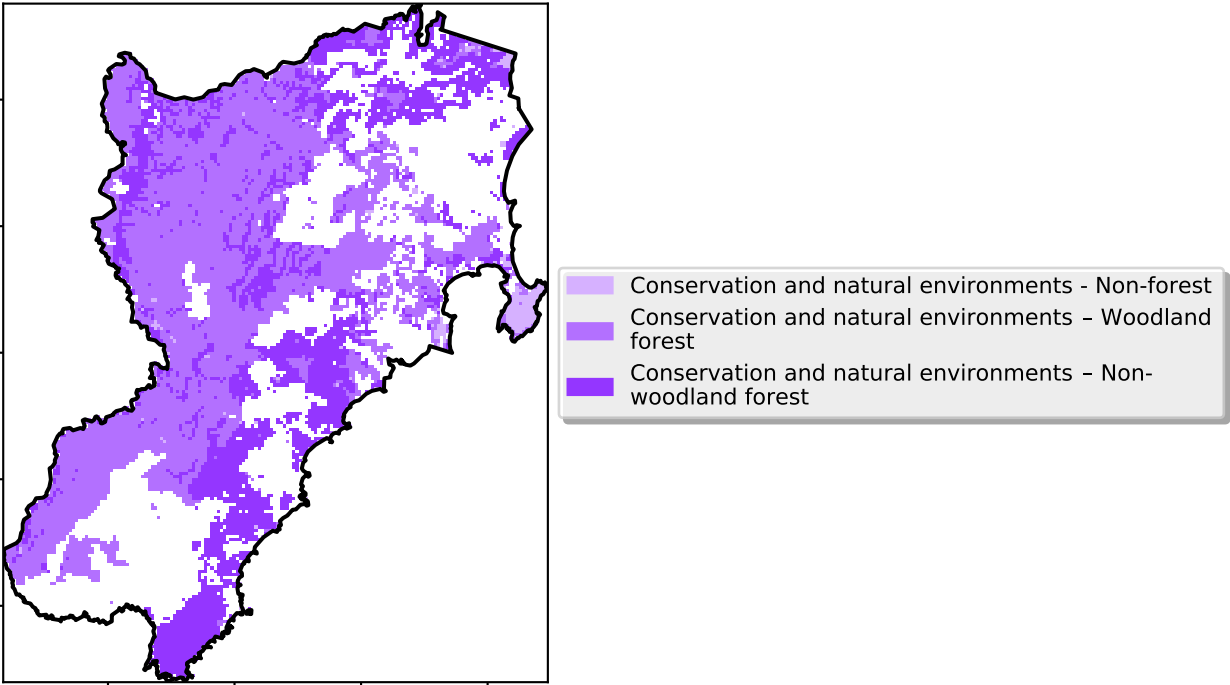 Conservation and natural environments - Non-forest
Conservation and natural environments – Woodland
forest
Conservation and natural environments – Non-
woodland forest